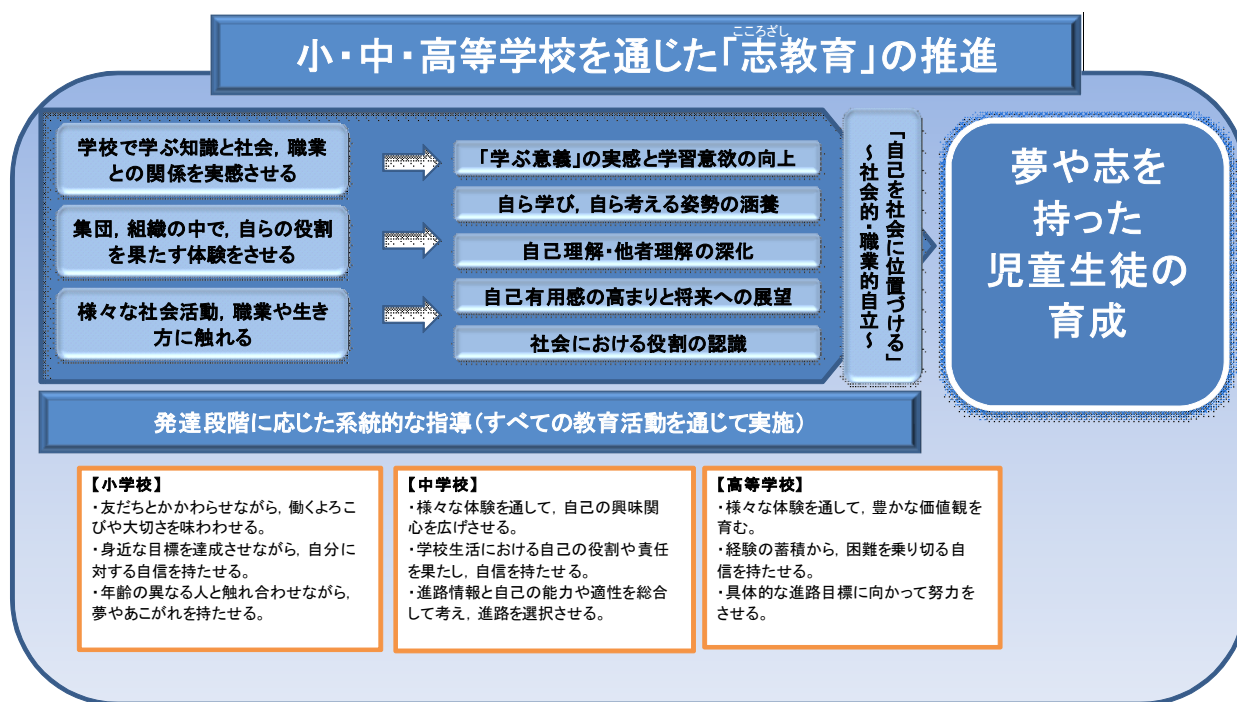 こころざし
小・中・高等学校を通じた「志教育」の推進
学校で学ぶ知識と社会，職業
との関係を実感させる
集団，組織の中で，自らの役割
を果たす体験をさせる
様々な社会活動，職業や生き
方に触れる
「学ぶ意義」の実感と学習意欲の向上
自ら学び，自ら考える姿勢の涵養
自己理解・他者理解の深化
自己有用感の高まりと将来への展望
社会における役割の認識
「自己を社会に位置づける」
～社会的・職業的自立～
夢や志を
持った
児童生徒の
育成
発達段階に応じた系統的な指導（すべての教育活動を通じて実施）
【小学校】
・友だちとかかわらせながら，働くよろこ
びや大切さを味わわせる。
・身近な目標を達成させながら，自分に
対する自信を持たせる。
・年齢の異なる人と触れ合わせながら，
夢やあこがれを持たせる。
【中学校】
・様々な体験を通して，自己の興味関
心を広げさせる。
・学校生活における自己の役割や責任
を果たし，自信を持たせる。
・進路情報と自己の能力や適性を総合
して考え，進路を選択させる。
【高等学校】
・様々な体験を通して，豊かな価値観を
育む。
・経験の蓄積から，困難を乗り切る自
信を持たせる。
・具体的な進路目標に向かって努力を
させる。